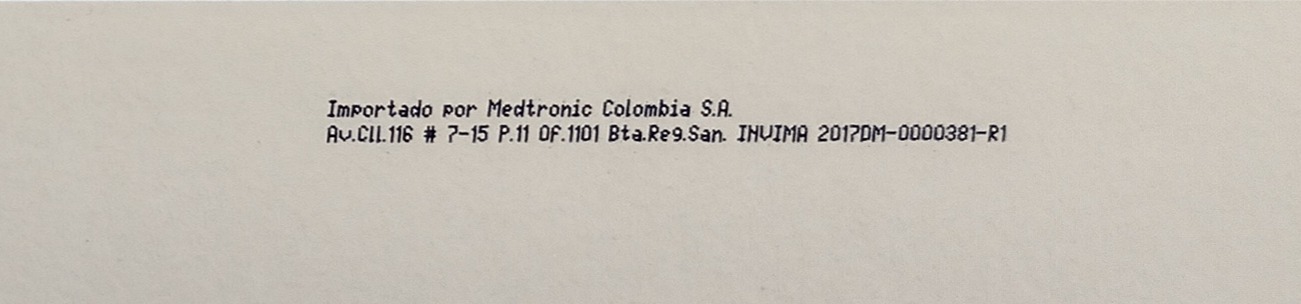 Importado por Medtronic Colombia S.A.
Av.Cll.116 # 7-15 P.11 OF.1101 Bta.Reg.San. INVIMA 2017DM-0000381-R1